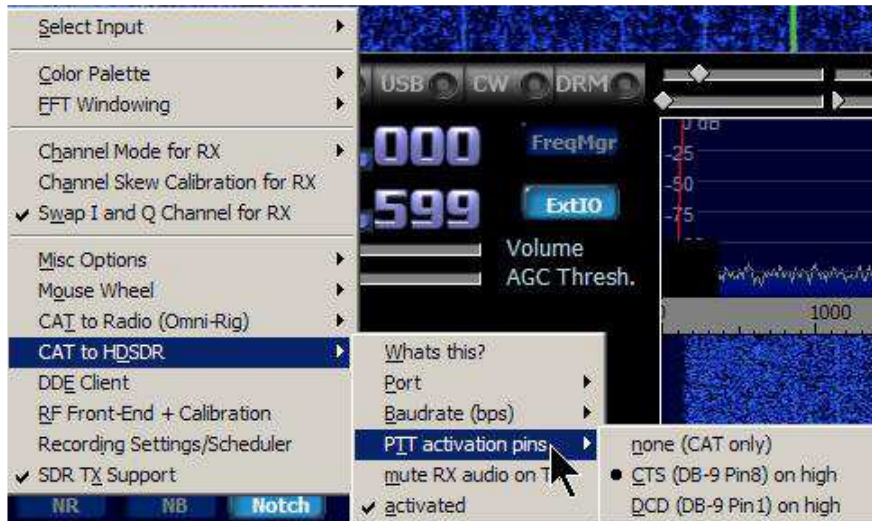 Select Input
Color Palette
FFT Windowing
Channel Mode for RX
Channel Skew Calibration for RX
Swap I and Q Channel for RX
Misc Options
Mouse Wheel
CAT to Radio (Omni-Rig)
CAT to HDSDR
DDE Client
RF Front-End + Calibration
Recording Settings/Scheduler
SDR TX Support
NR NB Notch
USB CW DRM
.000 FreqMgr
.599 ExtIO
Volume
AGC Thresh.
-25
-50
-75
1000
Whats this?
Port
Baudrate (bps)
PTT activation pins
mute RX audio on
activated
none (CAT only)
CTS (DB-9 Pin8) on high
DCD (DB-9 Pin1) on high